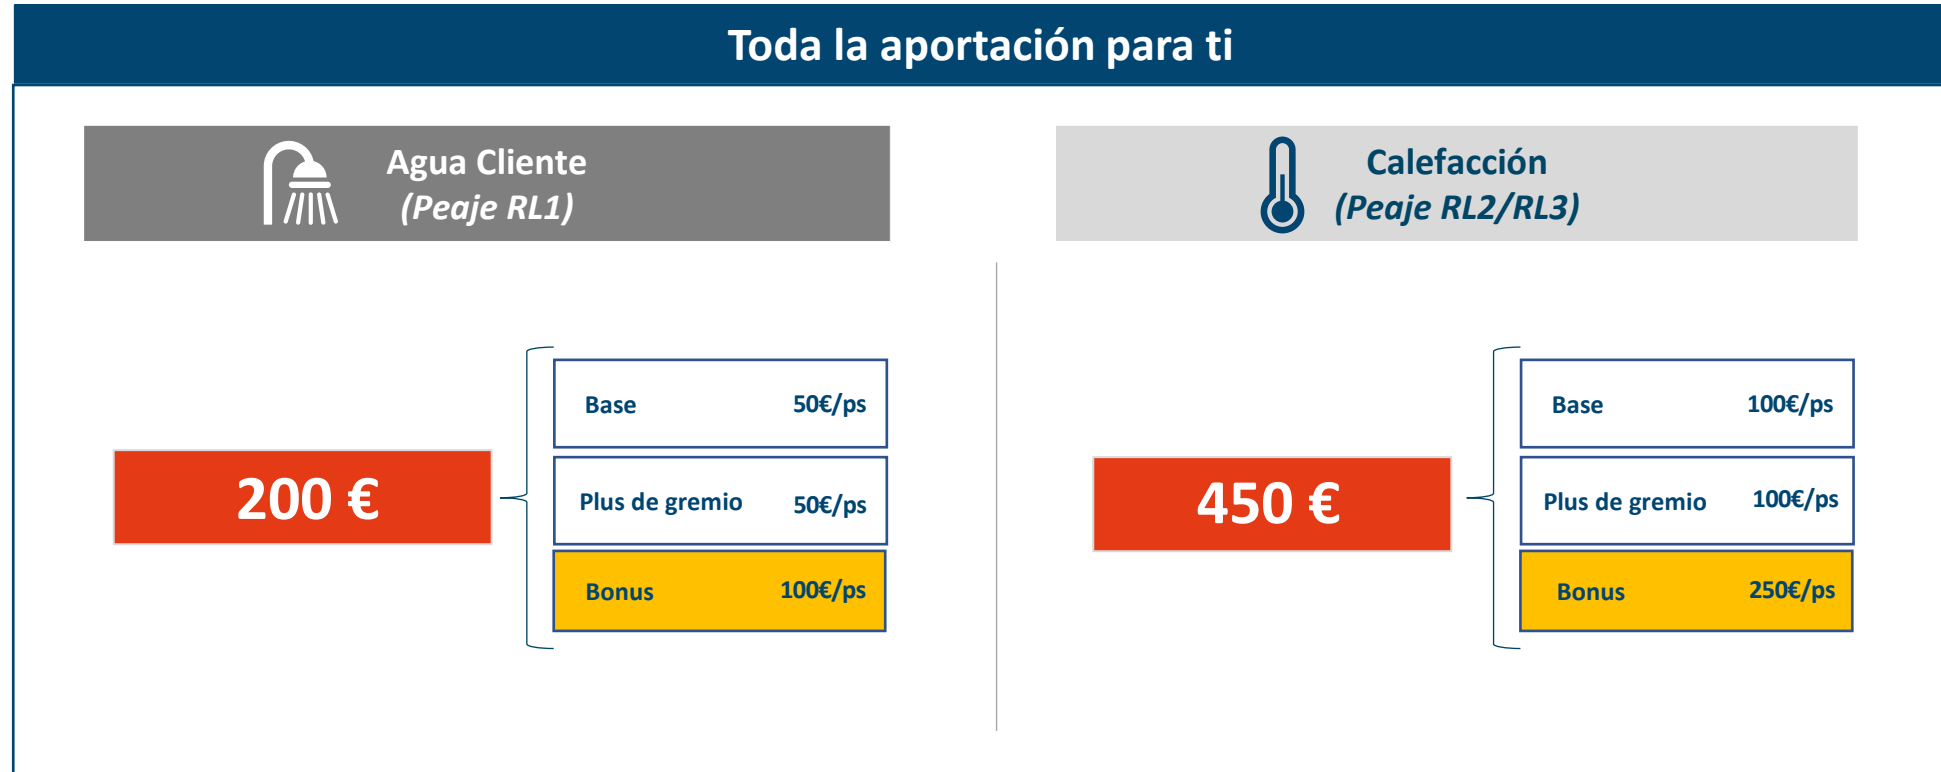 Toda la aportación para ti
Agua Cliente
(Peaje RL1)
200 €
Base 50€/ps
Plus de gremio 50€/ps
Bonus 100€/ps
Calefacción
(Peaje RL2/RL3)
450 €
Base 100€/ps
Plus de gremio 100€/ps
Bonus 250€/ps